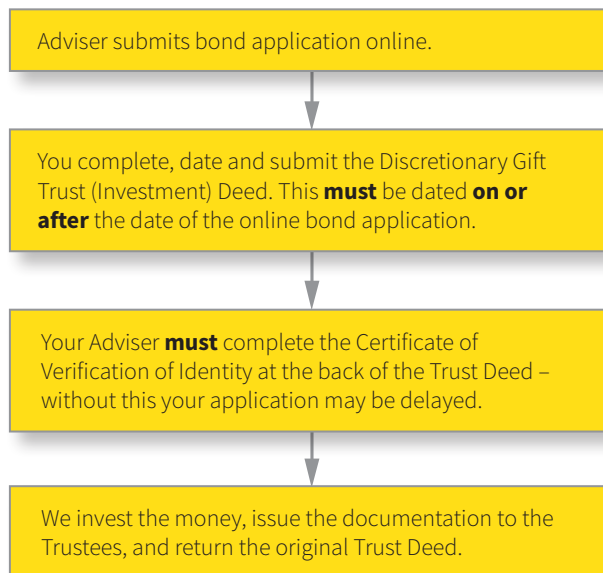 Adviser submits bond application online.
You complete, date and submit the Discretionary Gift
Trust (Investment) Deed. This must be dated on or
after the date of the online bond application.
Your Adviser must complete the Certificate of
Verification of Identity at the back of the Trust Deed –
without this your application may be delayed.
We invest the money, issue the documentation to the
Trustees, and return the original Trust Deed.